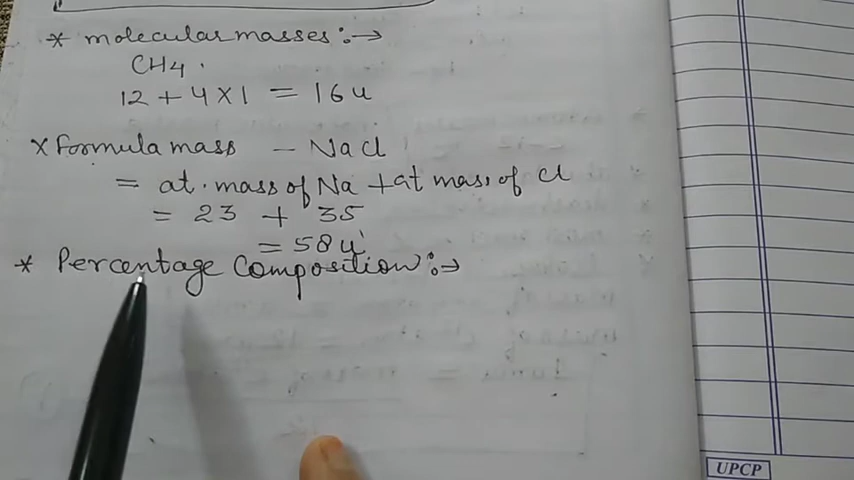 * molecular masses :→
CH4 .
12 + 4 X 1 = 16 u
x Formula mass - NaCl
= at. mass of Na + at mass of Cl
= 23 + 35
= 58 u
* Percentage Composition :→
UPCP